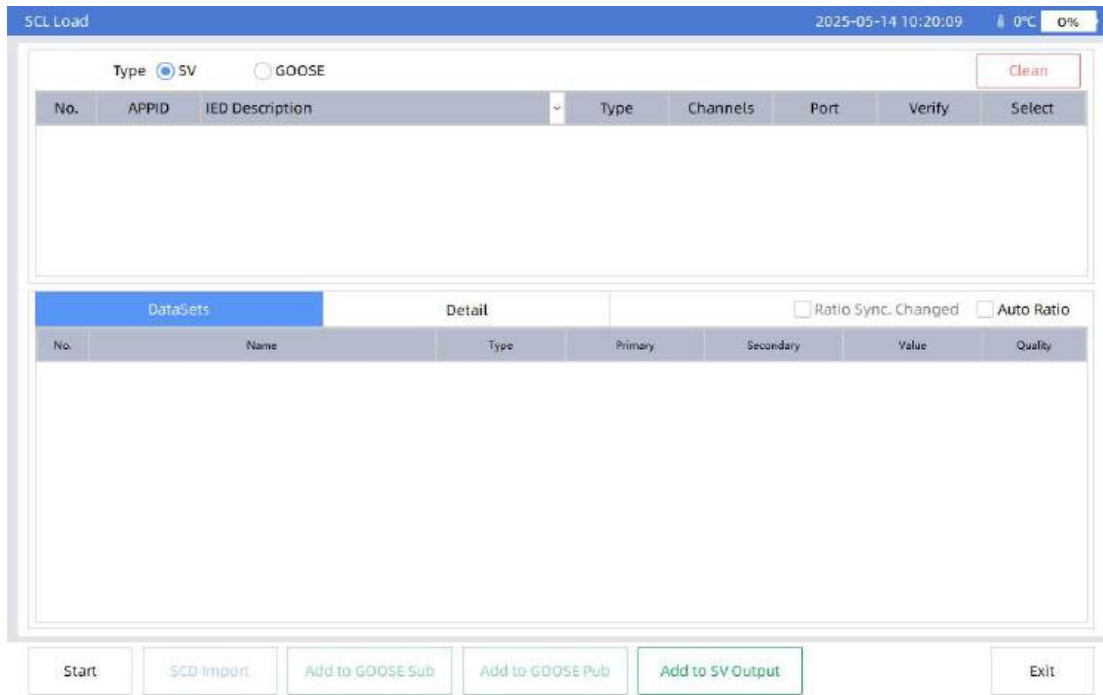 SCL Load 2025-05-14 10:20:09 0°C 0%
Type SV GOOSE Clean
No. APPID IED Description Type Channels Port Verify Select
DataSets Detail Ratio Sync. Changed Auto Ratio
No. Name Type Primary Secondary Value Quality
Start SCD Import Add to GOOSE Sub Add to GOOSE Pub Add to SV Output Exit